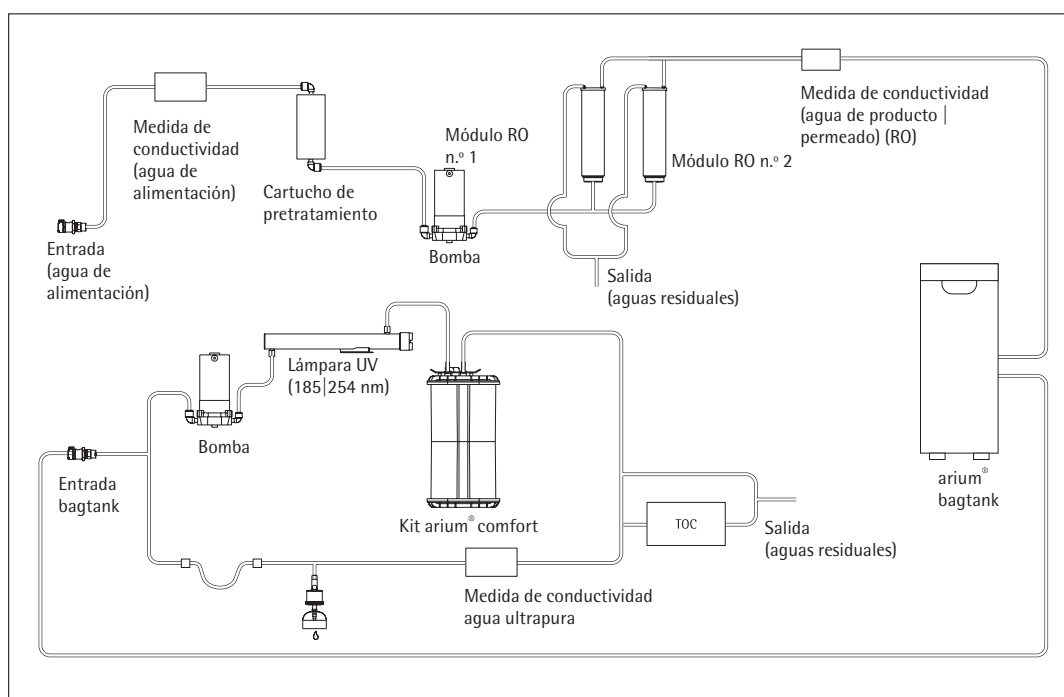 Medida de
conductividad
(agua de
alimentación)
Entrada
(agua de
alimentación)
Cartucho de
pretratamiento
Módulo RO
n.º 1
Bomba
Módulo RO n.º 2
Salida
(aguas residuales)
Medida de conductividad
(agua de producto |
permeado) (RO)
Lámpara UV
(185|254 nm)
Bomba
Entrada
bagtank
Kit arium® comfort
TOC
Salida
(aguas residuales)
arium®
bagtank
Medida de conductividad
agua ultrapura